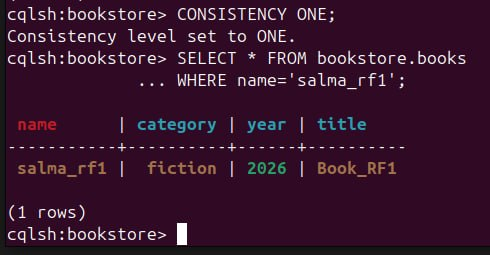 cqlsh:bookstore> CONSISTENCY ONE;
Consistency level set to ONE.
cqlsh:bookstore> SELECT * FROM bookstore.books
             ... WHERE name='salma_rf1';
 name      | category | year | title
-----------+----------+------+----------
 salma_rf1 |  fiction | 2026 | Book_RF1
(1 rows)
cqlsh:bookstore>